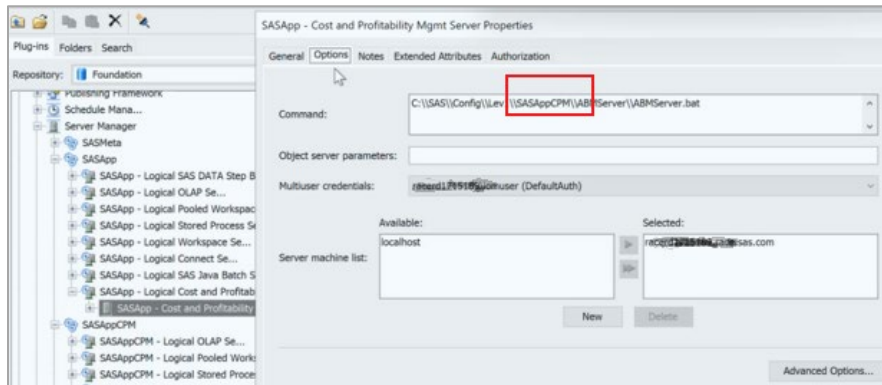 SASApp - Cost and Profitability Mgmt Server Properties
Plug-ins Folders Search
General Options Notes Extended Attributes Authorization
Repository: Foundation
Publishing Framework
Schedule Mana...
Server Manager
SASMeta
SASApp
SASApp - Logical SAS DATA Step B
SASApp - Logical OLAP Se...
SASApp - Logical Pooled Workspac
SASApp - Logical Stored Process Se
SASApp - Logical Workspace Se...
SASApp - Logical Connect Se...
SASApp - Logical SAS Java Batch S
SASApp - Logical Cost and Profitab
SASApp - Cost and Profitability
SASAppCPM
SASAppCPM - Logical OLAP Se...
SASAppCPM - Logical Pooled Works
SASAppCPM - Logical Stored Proce
Command:
C:\\SAS\\Config\\Lev \\SASAppCPM\\ABMServer\\ABMServer.bat
Object server parameters:
Multiuser credentials:
user (DefaultAuth)
Available:
Selected:
Server machine list:
localhost
sas.com
New
Delete
Advanced Options...